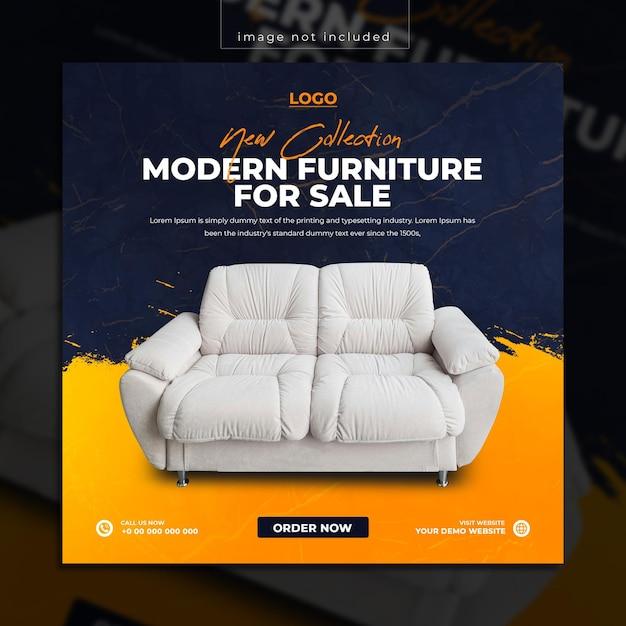 image not included
LOGO
New Collection
MODERN FURNITURE
FOR SALE
Lorem Ipsum is simply dummy text of the printing and typesetting industry. Lorem Ipsum
has been the industry's standard dummy text ever since the 1500s,
CALL US NOW
+0 00 000 000 000
ORDER NOW
VISIT WEBSITE
YOUR DEMO WEBSITE